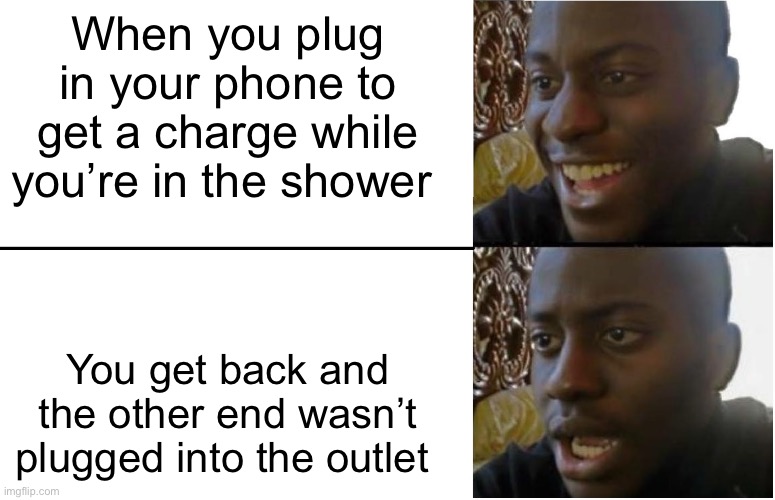 When you plug
in your phone to
get a charge while
you’re in the shower
You get back and
the other end wasn’t
plugged into the outlet
imgflip.com